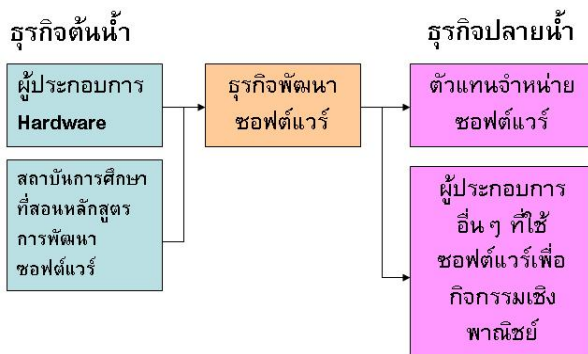 ธุรกิจต้นน้ำ
ผู้ประกอบการ
Hardware
สถาบันการศึกษา
ที่สอนหลักสูตร
การพัฒนา
ซอฟต์แวร์
ธุรกิจพัฒนา
ซอฟต์แวร์
ธุรกิจปลายน้ำ
ตัวแทนจำหน่าย
ซอฟต์แวร์
ผู้ประกอบการ
อื่นๆ ที่ใช้
ซอฟต์แวร์เพื่อ
กิจกรรมเชิง
พาณิชย์